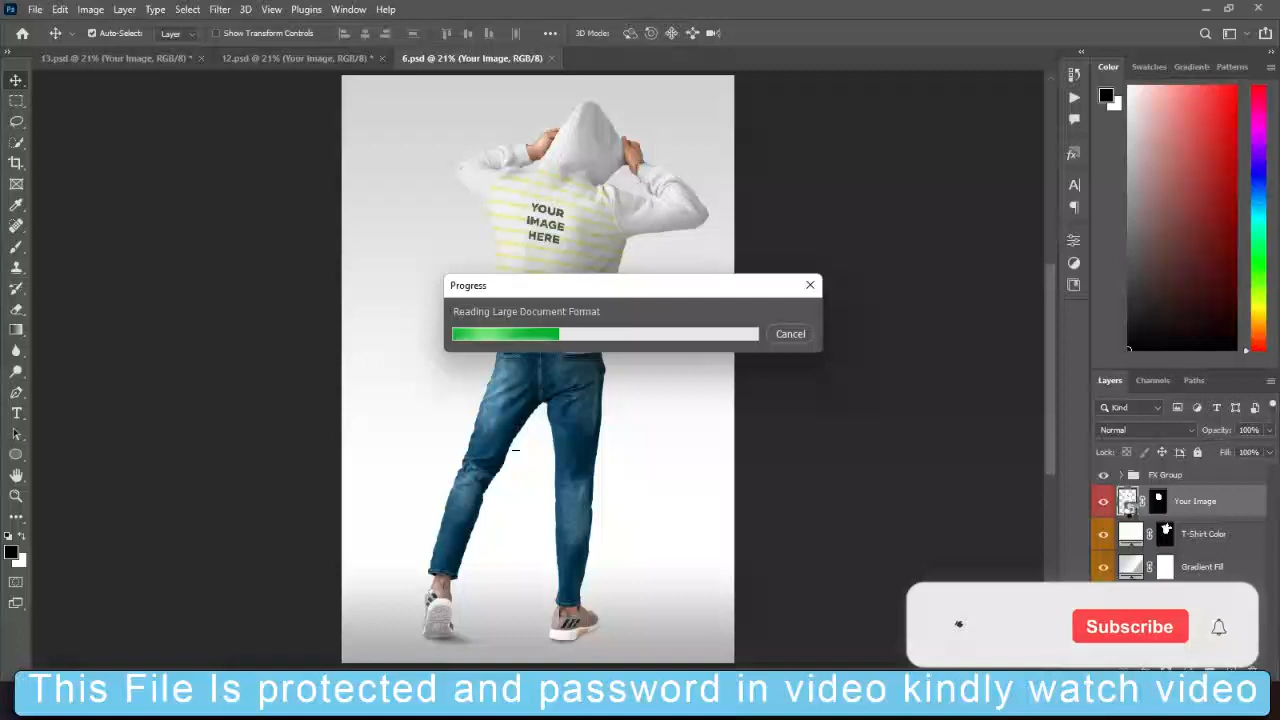 Ps File Edit Image Layer Type Select Filter 3D View Plugins Window Help
Auto-Select: Layer Show Transform Controls 3D Mode:
13.psd @ 21% (Your Image, RGB/8) *
12.psd @ 21% (Your Image, RGB/8) *
6.psd @ 21% (Your Image, RGB/8)
Color Swatches Gradients Patterns
YOUR
IMAGE
HERE
Progress
Reading Large Document Format
Cancel
Layers Channels Paths
Kind
Normal Opacity: 100%
Lock: Fill: 100%
FX Group
Your Image
T-Shirt Color
Gradient Fill
Subscribe
This File Is protected and password in video kindly watch video